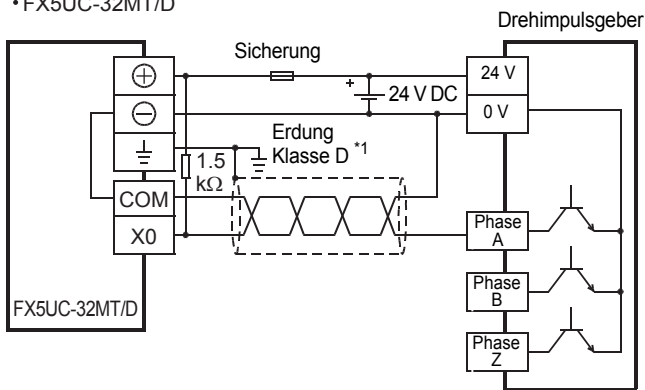 • FX5UC-32MT/D
Drehimpulsgeber
Sicherung
24 V
+
24 V DC
0 V
Erdung
Klasse D *1
1.5
kΩ
COM
X0
Phase
A
Phase
B
Phase
Z
FX5UC-32MT/D